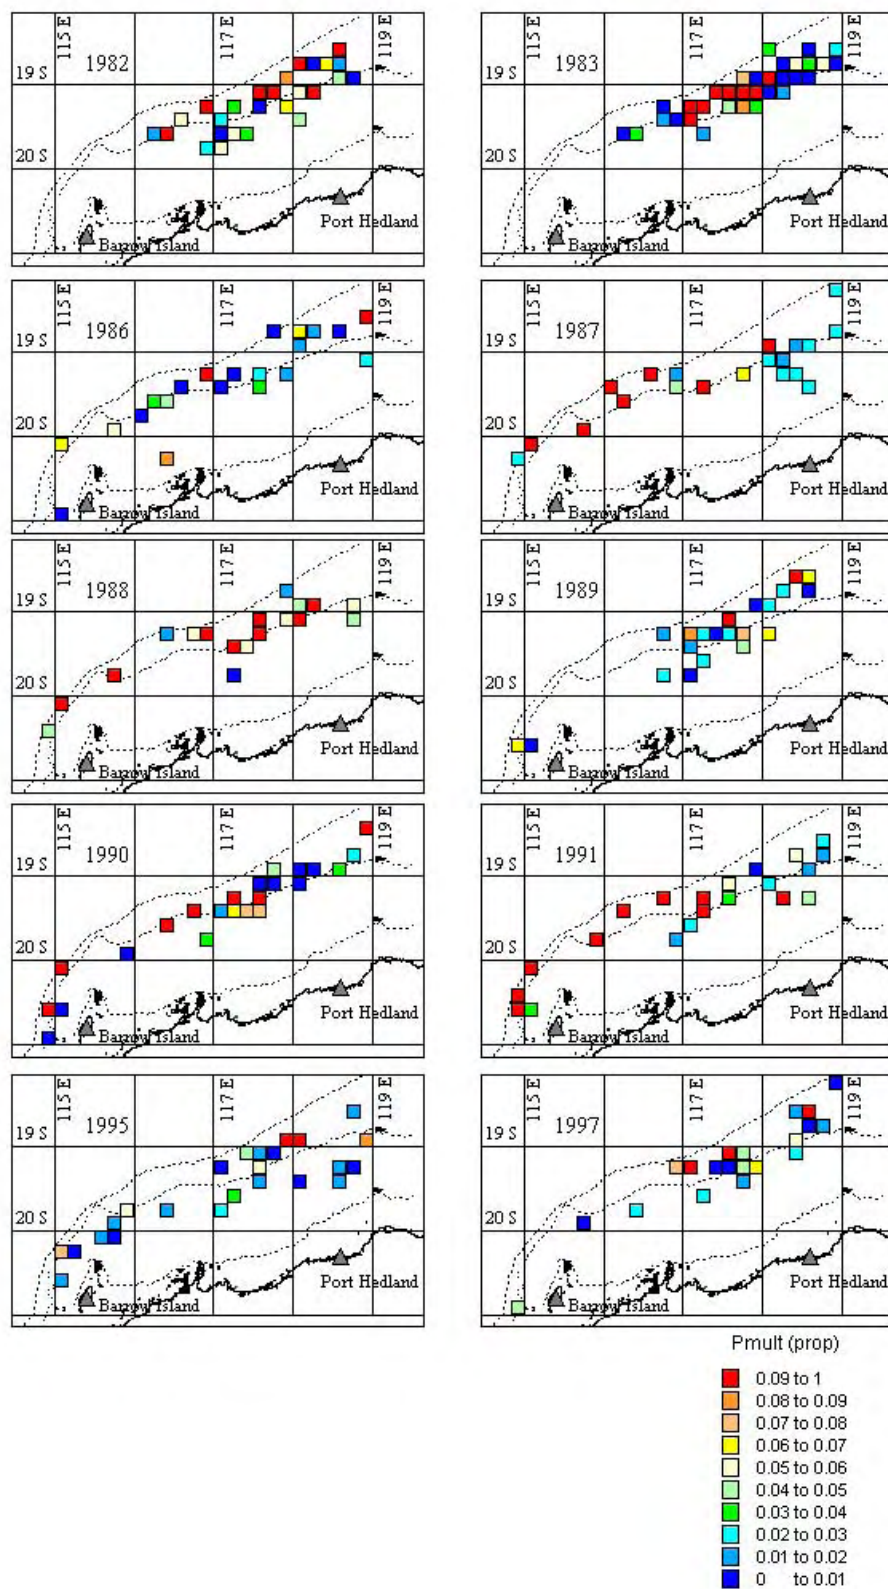 1982
115 E
117 E
119 E
19 S
20 S
Port Hedland
Barrow Island
1983
115 E
117 E
119 E
19 S
20 S
Port Hedland
Barrow Island
1986
115 E
117 E
119 E
19 S
20 S
Port Hedland
Barrow Island
1987
115 E
117 E
119 E
19 S
20 S
Port Hedland
Barrow Island
1988
115 E
117 E
119 E
19 S
20 S
Port Hedland
Barrow Island
1989
115 E
117 E
119 E
19 S
20 S
Port Hedland
Barrow Island
1990
115 E
117 E
119 E
19 S
20 S
Port Hedland
Barrow Island
1991
115 E
117 E
119 E
19 S
20 S
Port Hedland
Barrow Island
1995
115 E
117 E
119 E
19 S
20 S
Port Hedland
Barrow Island
1997
115 E
117 E
119 E
19 S
20 S
Port Hedland
Barrow Island
Pmult (prop)
0.09 to 1
0.08 to 0.09
0.07 to 0.08
0.06 to 0.07
0.05 to 0.06
0.04 to 0.05
0.03 to 0.04
0.02 to 0.03
0.01 to 0.02
0 to 0.01